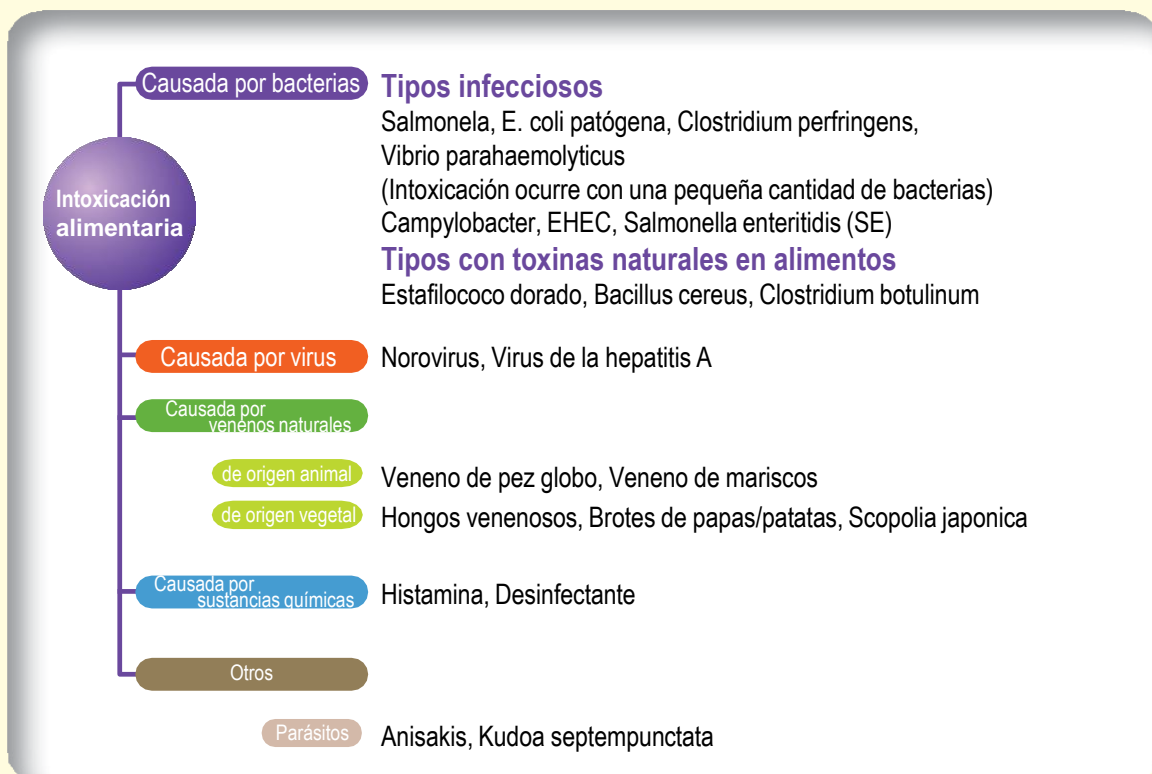 Causada por bacterias
Tipos infecciosos
Salmonela, E. coli patógena, Clostridium perfringens,
Vibrio parahaemolyticus
(Intoxicación ocurre con una pequeña cantidad de bacterias)
Campylobacter, EHEC, Salmonella enteritidis (SE)
Tipos con toxinas naturales en alimentos
Estafilococo dorado, Bacillus cereus, Clostridium botulinum
Intoxicación
alimentaria
Causada por virus
Norovirus, Virus de la hepatitis A
Causada por
venenos naturales
de origen animal
Veneno de pez globo, Veneno de mariscos
de origen vegetal
Hongos venenosos, Brotes de papas/patatas, Scopolia japonica
Causada por
sustancias químicas
Histamina, Desinfectante
Otros
Parásitos
Anisakis, Kudoa septempunctata